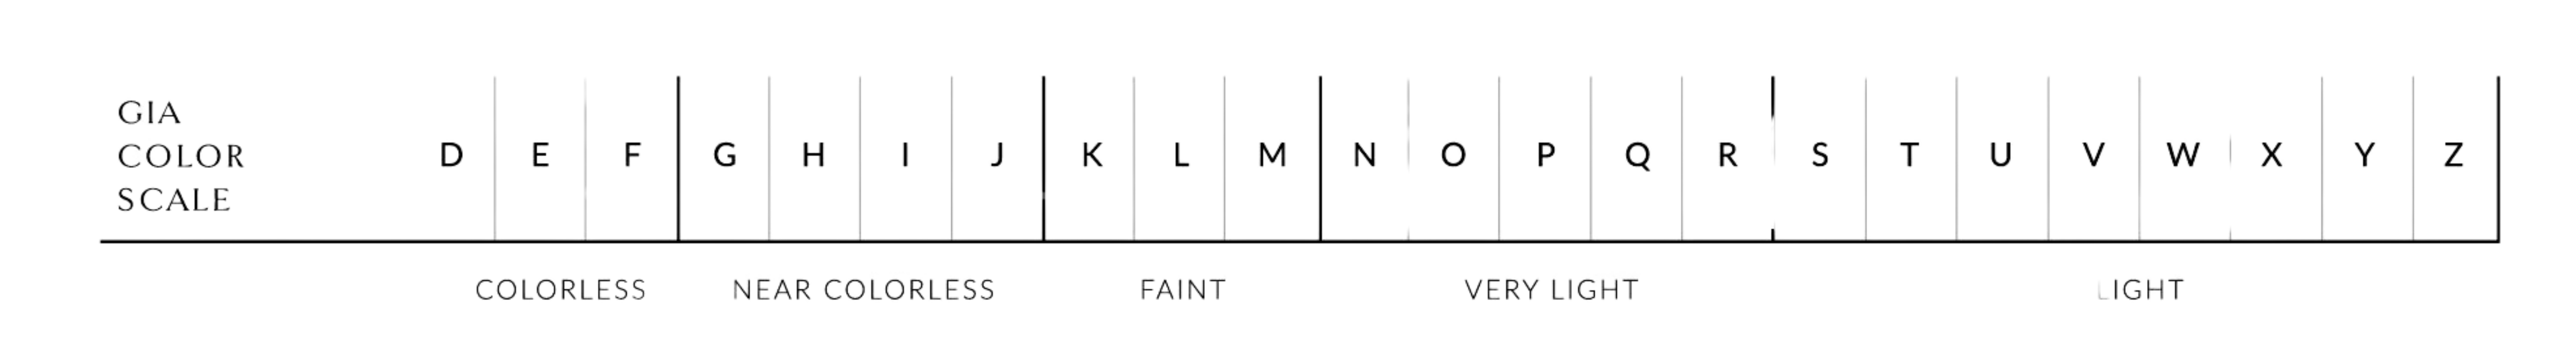 GIA
COLOR
SCALE
D E F G H I J K L M N O P Q R S T U V W X Y Z
COLORLESS NEAR COLORLESS FAINT VERY LIGHT LIGHT